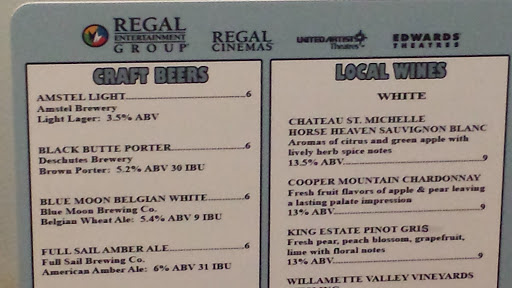 REGAL
ENTERTAINMENT
GROUP
REGAL
CINEMAS
UNITED ARTISTS
Theatres
EDWARDS
THEATRES
CRAFT BEERS
AMSTEL LIGHT..........6
Amstel Brewery
Light Lager: 3.5% ABV
BLACK BUTTE PORTER..........6
Deschutes Brewery
Brown Porter: 5.2% ABV 30 IBU
BLUE MOON BELGIAN WHITE..........6
Blue Moon Brewing Co.
Belgian Wheat Ale: 5.4% ABV 9 IBU
FULL SAIL AMBER ALE..........6
Full Sail Brewing Co.
American Amber Ale: 6% ABV 31 IBU
LOCAL WINES
WHITE
CHATEAU ST. MICHELLE
HORSE HEAVEN SAUVIGNON BLANC
Aromas of citrus and green apple with
lively herb spice notes
13.5% ABV..........9
COOPER MOUNTAIN CHARDONNAY
Fresh fruit flavors of apple & pear leaving
a lasting palate impression
13% ABV..........9
KING ESTATE PINOT GRIS
Fresh pear, peach blossom, grapefruit,
lime with floral notes
13% ABV..........9
WILLAMETTE VALLEY VINEYARDS